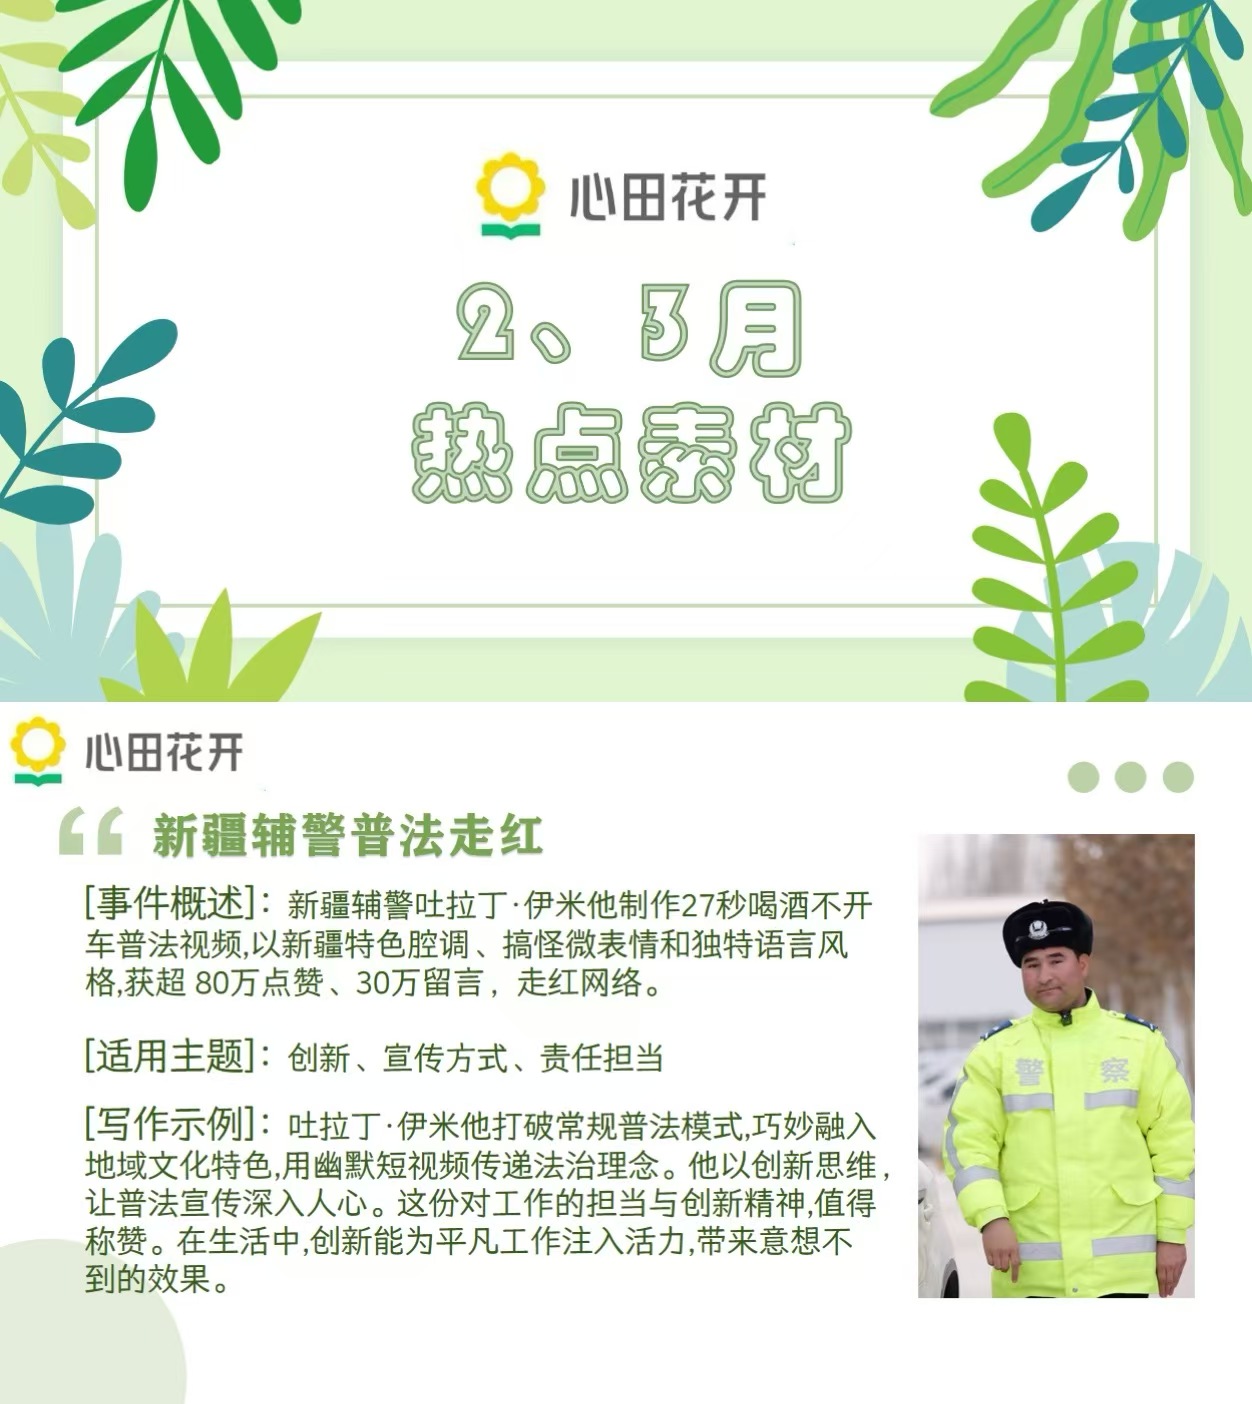 心田花开
2、3月
热点素材
心田花开
新疆辅警普法走红
[事件概述]：新疆辅警吐拉丁·伊米他制作27秒喝酒不开
车普法视频,以新疆特色腔调、搞怪微表情和独特语言风
格,获超 80万点赞、30万留言，走红网络。
[适用主题]：创新、宣传方式、责任担当
[写作示例]：吐拉丁·伊米他打破常规普法模式,巧妙融入
地域文化特色,用幽默短视频传递法治理念。他以创新思维,
让普法宣传深入人心。这份对工作的担当与创新精神,值得
称赞。在生活中,创新能为平凡工作注入活力,带来意想不
到的效果。
警 察